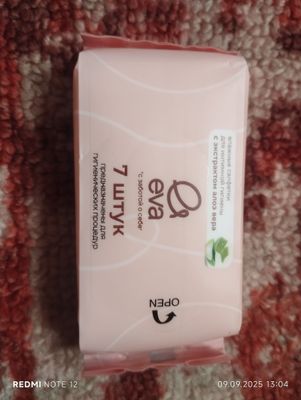 влажные салфетки
для интимной гигиены
с экстрактом алоэ вера
eva
"с заботой о себе"
7 штук
предназначены для
гигиенических процедур
OPEN
REDMI NOTE 12
09.09.2025 13:04